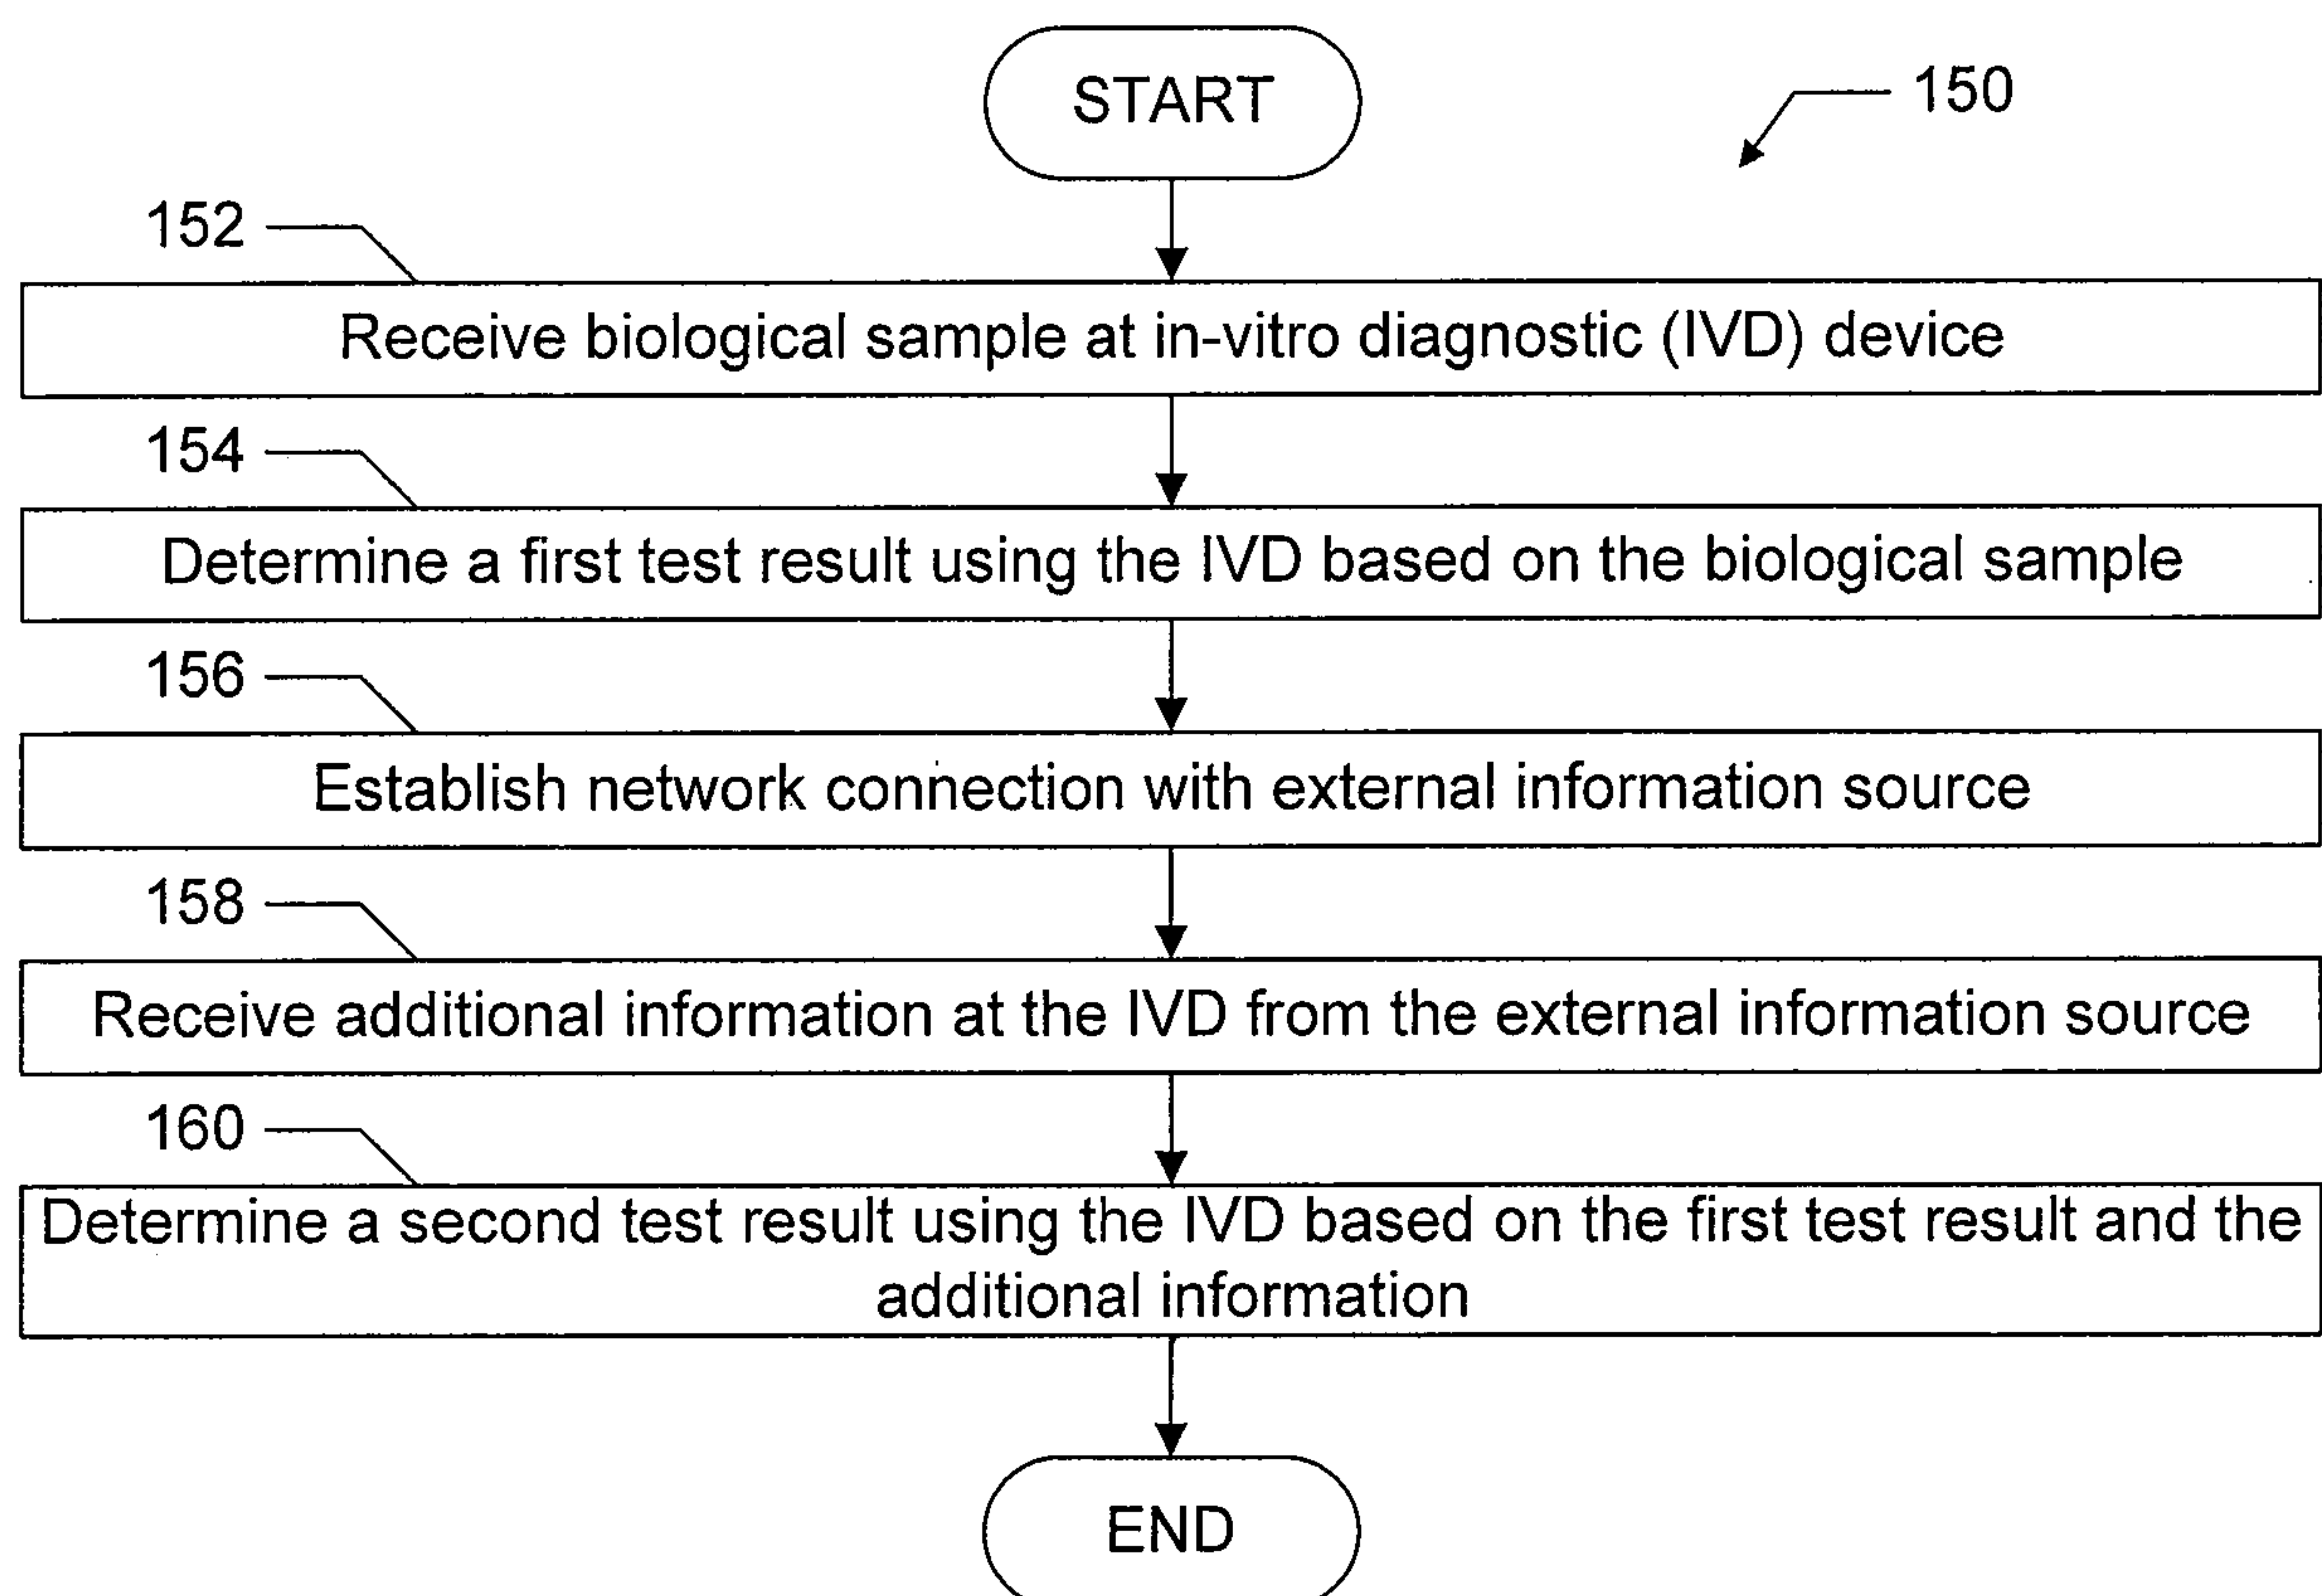 START
150
152
Receive biological sample at in-vitro diagnostic (IVD) device
154
Determine a first test result using the IVD based on the biological sample
156
Establish network connection with external information source
158
Receive additional information at the IVD from the external information source
160
Determine a second test result using the IVD based on the first test result and the
additional information
END